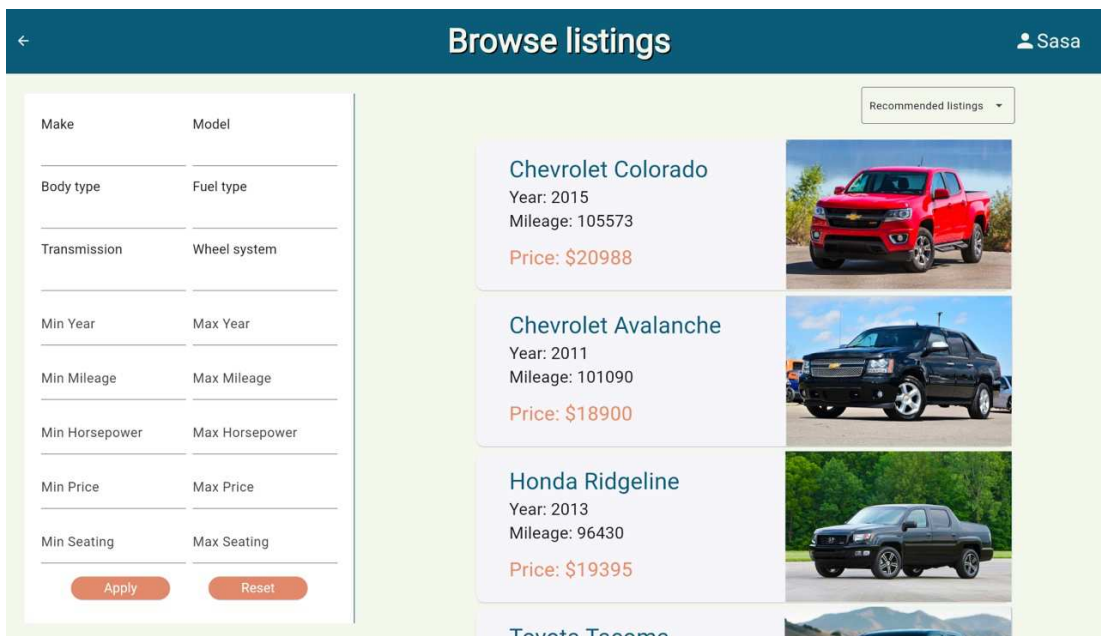 Browse listings
Sasa
Make
Model
Body type
Fuel type
Transmission
Wheel system
Min Year
Max Year
Min Mileage
Max Mileage
Min Horsepower
Max Horsepower
Min Price
Max Price
Min Seating
Max Seating
Apply
Reset
Recommended listings
Chevrolet Colorado
Year: 2015
Mileage: 105573
Price: $20988
Chevrolet Avalanche
Year: 2011
Mileage: 101090
Price: $18900
Honda Ridgeline
Year: 2013
Mileage: 96430
Price: $19395
Toyota Tacoma